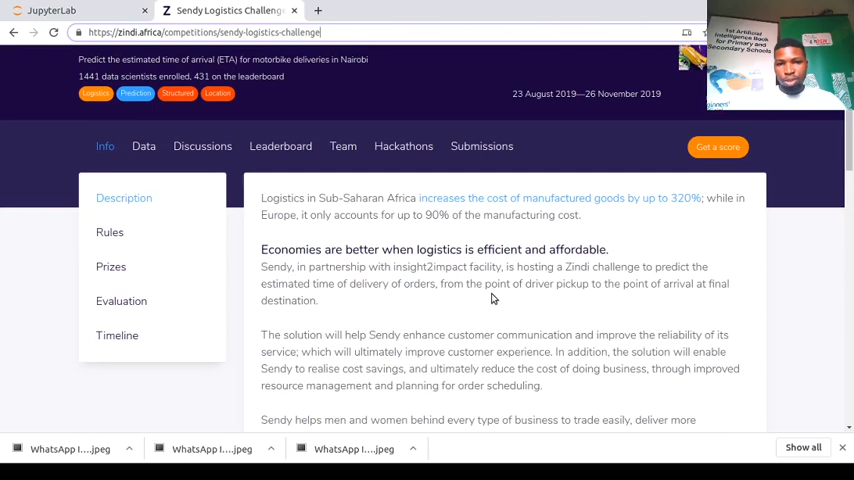 JupyterLab
Sendy Logistics Challenge
https://zindi.africa/competitions/sendy-logistics-challenge
Predict the estimated time of arrival (ETA) for motorbike deliveries in Nairobi
1441 data scientists enrolled, 431 on the leaderboard
Logistics Prediction Structured Location
23 August 2019—26 November 2019
1st Artificial
Intelligence Book
for Primary and
Secondary Schools
Info Data Discussions Leaderboard Team Hackathons Submissions
Get a score
Description
Rules
Prizes
Evaluation
Timeline
Logistics in Sub-Saharan Africa increases the cost of manufactured goods by up to 320%; while in
Europe, it only accounts for up to 90% of the manufacturing cost.
Economies are better when logistics is efficient and affordable.
Sendy, in partnership with insight2impact facility, is hosting a Zindi challenge to predict the
estimated time of delivery of orders, from the point of driver pickup to the point of arrival at final
destination.
The solution will help Sendy enhance customer communication and improve the reliability of its
service; which will ultimately improve customer experience. In addition, the solution will enable
Sendy to realise cost savings, and ultimately reduce the cost of doing business, through improved
resource management and planning for order scheduling.
Sendy helps men and women behind every type of business to trade easily, deliver more
WhatsApp I....jpeg
WhatsApp I....jpeg
WhatsApp I....jpeg
Show all